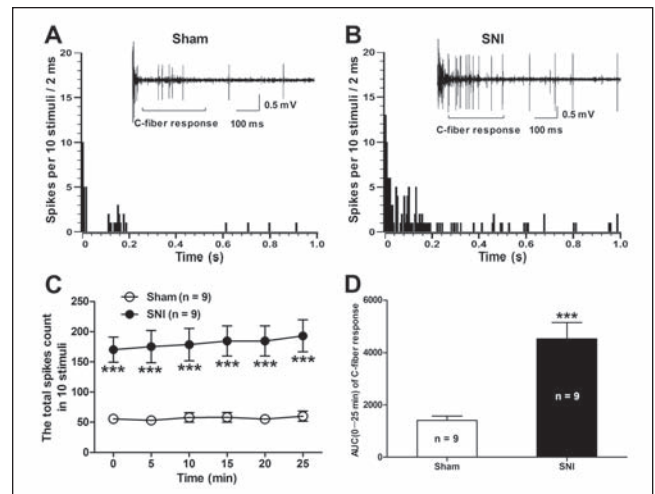 A
Sham
Spikes per 10 stimuli / 2 ms
20
15
10
5
0
C-fiber response
0.5 mV
100 ms
0 0.2 0.4 0.6 0.8 1.0
Time (s)
B
SNI
Spikes per 10 stimuli / 2 ms
20
15
10
5
0
C-fiber response
0.5 mV
100 ms
0 0.2 0.4 0.6 0.8 1.0
Time (s)
C
Sham (n = 9)
SNI (n = 9)
The total spikes count
in 10 stimuli
250
200
150
100
50
0
*** *** *** *** *** ***
0 5 10 15 20 25
Time (min)
D
AUC(0—25 min) of C-fiber response
6000
4000
2000
0
***
n = 9
n = 9
Sham SNI